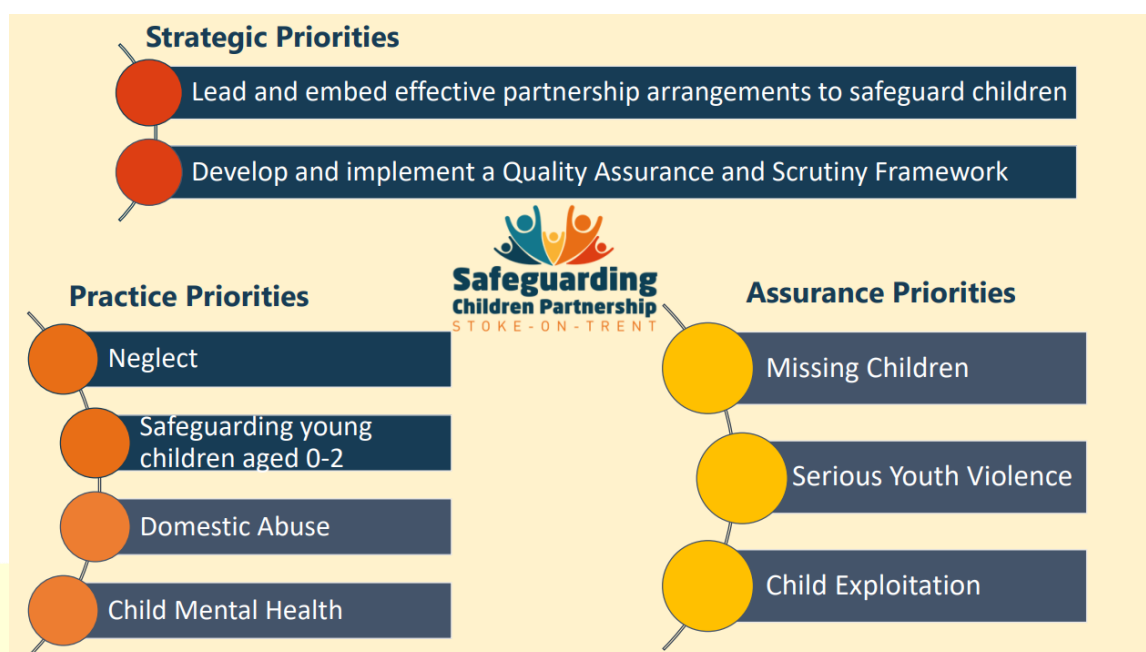 Strategic Priorities
Lead and embed effective partnership arrangements to safeguard children
Develop and implement a Quality Assurance and Scrutiny Framework
Safeguarding
Children Partnership
STOKE-ON-TRENT
Practice Priorities
Neglect
Safeguarding young
children aged 0-2
Domestic Abuse
Child Mental Health
Assurance Priorities
Missing Children
Serious Youth Violence
Child Exploitation